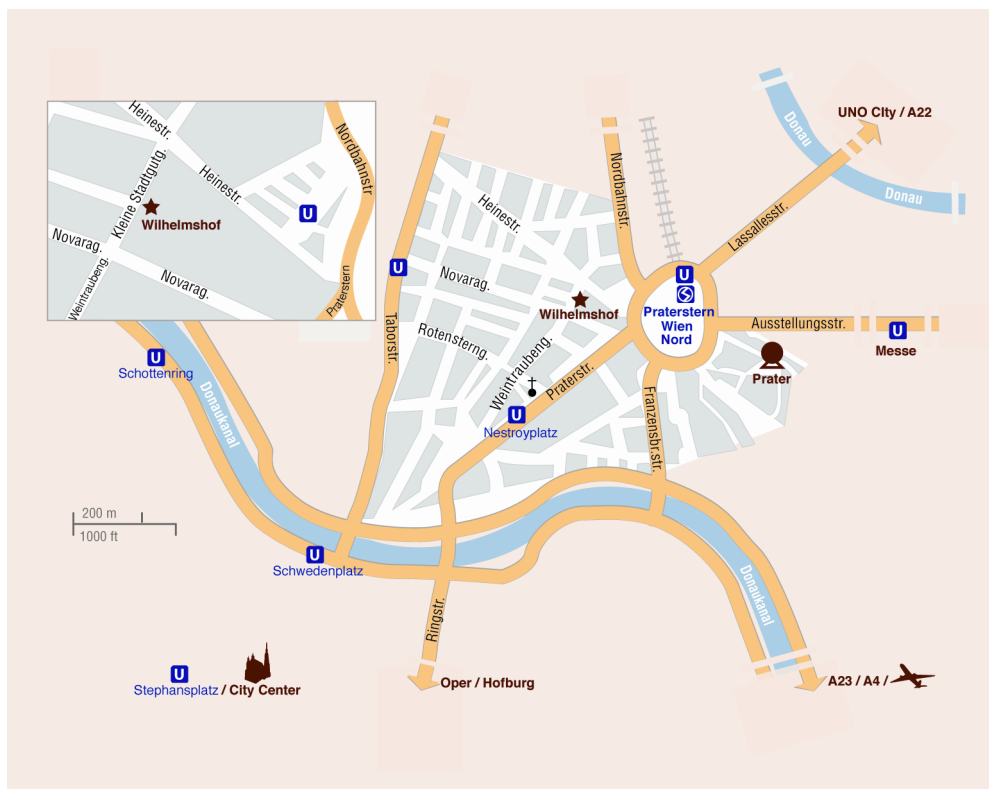 Heinestr.
Heinestr.
Nordbahnstr
Kleine Stadtgutg.
U
Wilhelmshof
Novarag.
Novarag.
Weintraubeng.
Praterstern
Donau
UNO CIty / A22
Donau
Nordbahnstr.
Heinestr.
Lassallesstr.
U
U
Novarag.
Wilhelmshof
Praterstern
Wien
Nord
Ausstellungsstr.
U
Messe
Taborstr.
Rotensterng.
Weintraubeng.
Praterstr.
Prater
U
Schottenring
Donaukanal
Franzensbr.str.
U
Nestroyplatz
200 m
1000 ft
U
Schwedenplatz
Donaukanal
Ringstr.
U
Stephansplatz / City Center
Oper / Hofburg
A23 / A4 /